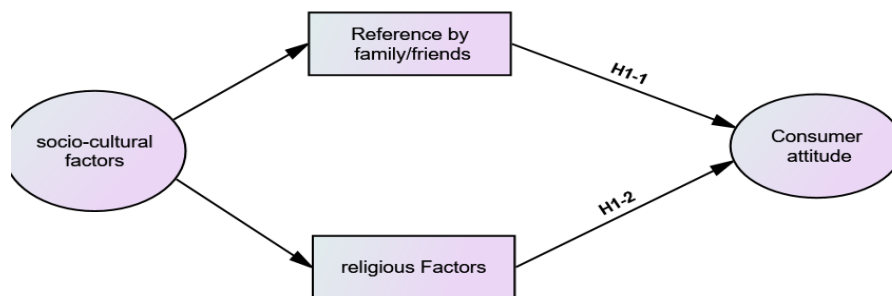 Reference by
family/friends
H1-1
socio-cultural
factors
Consumer
attitude
H1-2
religious Factors